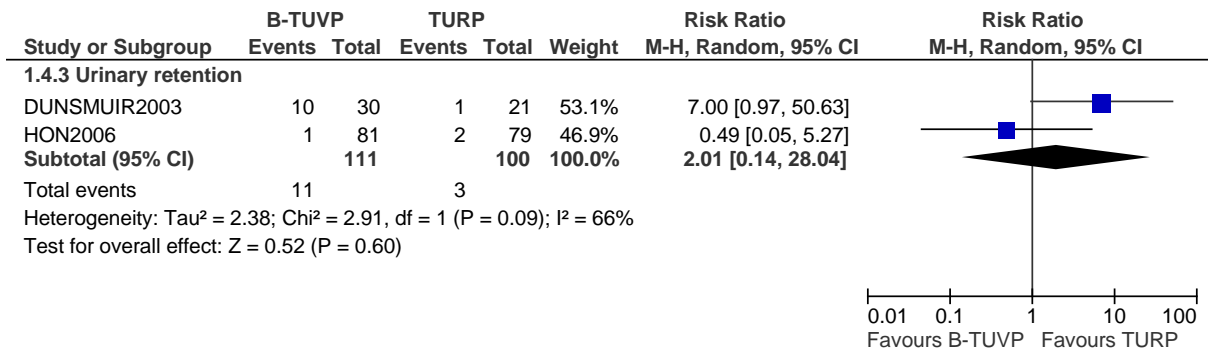 B-TUVP TURP Risk Ratio Risk Ratio
Study or Subgroup Events Total Events Total Weight M-H, Random, 95% CI M-H, Random, 95% CI
1.4.3 Urinary retention
DUNSMUIR2003 10 30 1 21 53.1% 7.00 [0.97, 50.63]
HON2006 1 81 2 79 46.9% 0.49 [0.05, 5.27]
Subtotal (95% CI) 111 100 100.0% 2.01 [0.14, 28.04]
Total events 11 3
Heterogeneity: Tau² = 2.38; Chi² = 2.91, df = 1 (P = 0.09); I² = 66%
Test for overall effect: Z = 0.52 (P = 0.60)
0.01 0.1 1 10 100
Favours B-TUVP Favours TURP